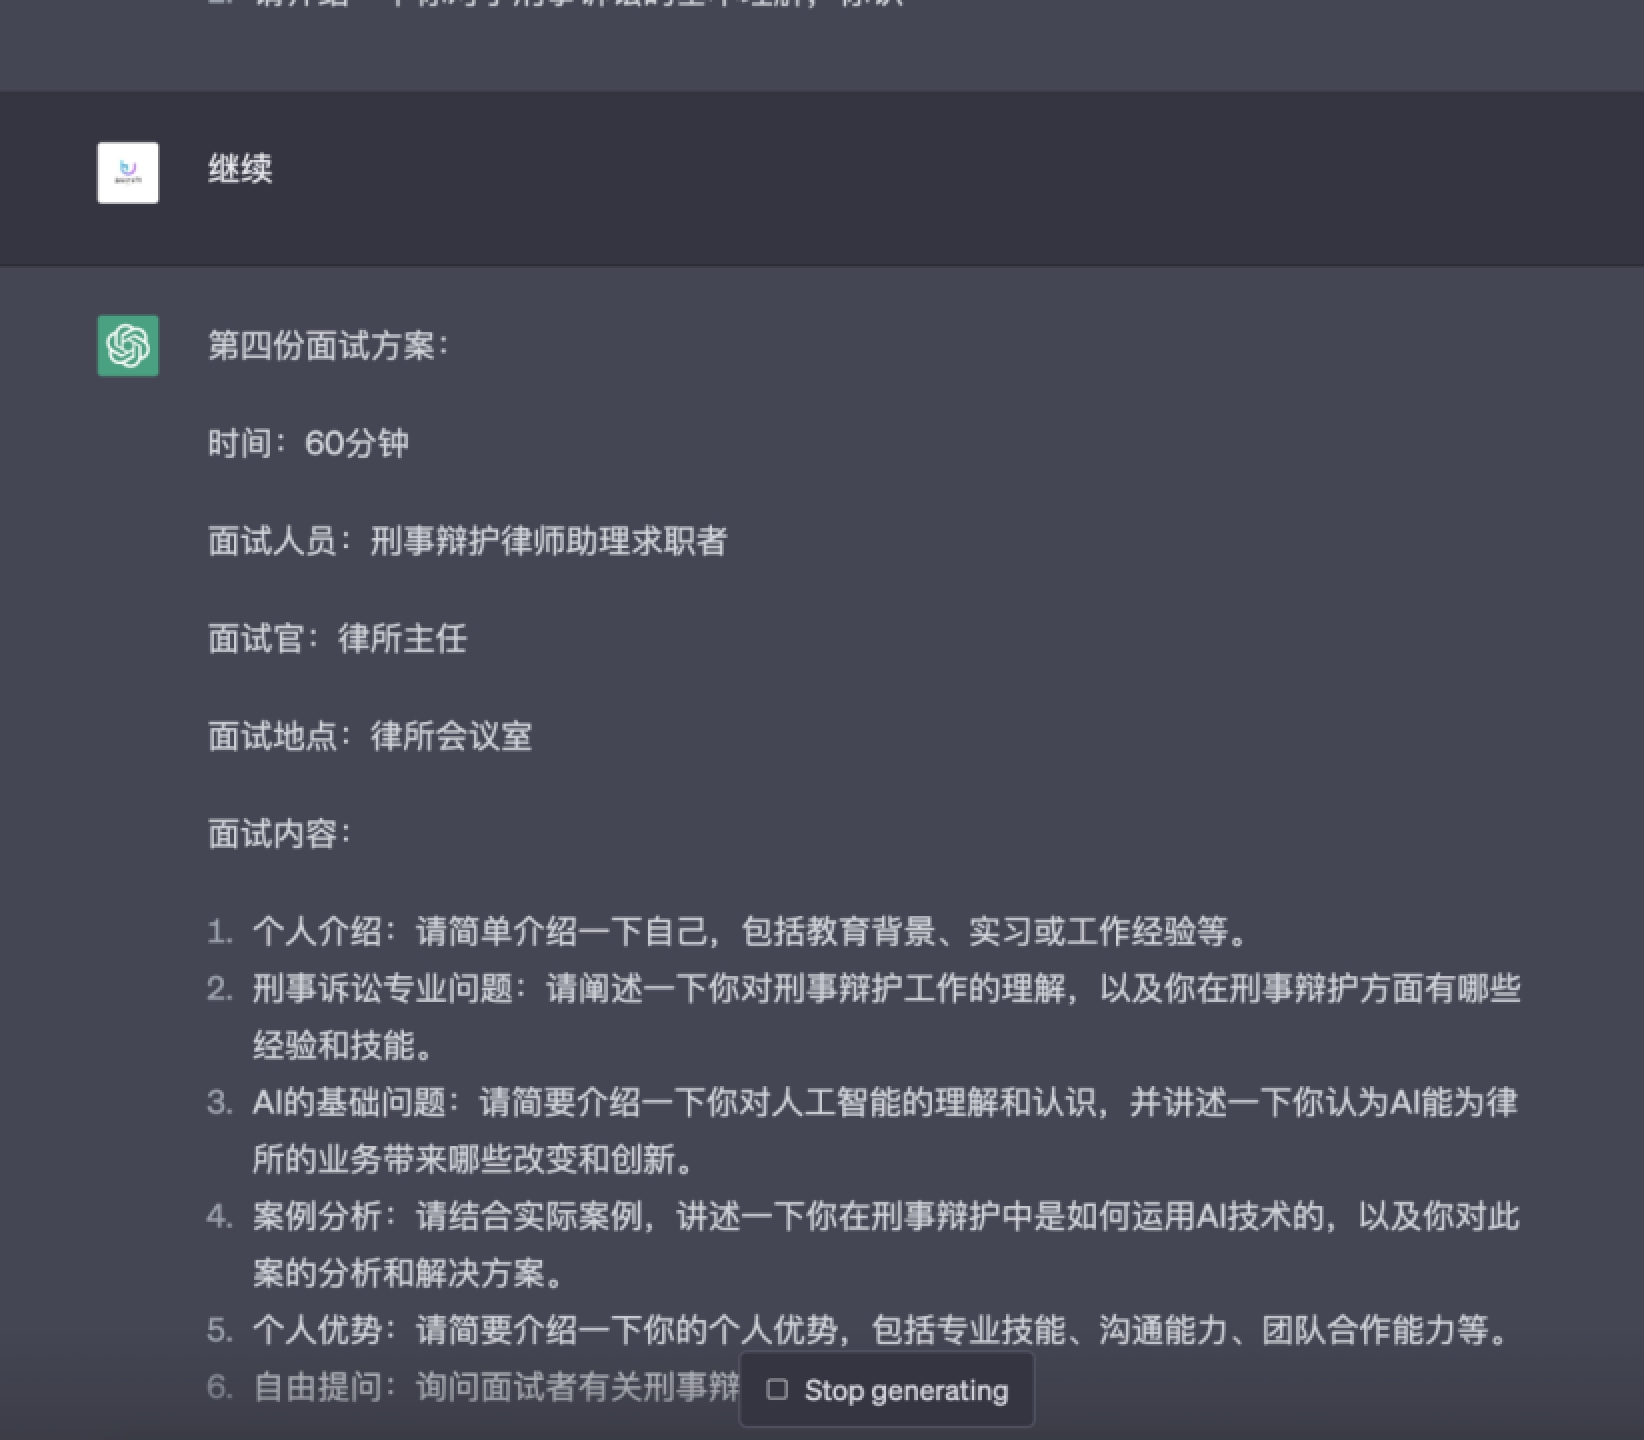 继续
第四份面试方案：
时间：60分钟
面试人员：刑事辩护律师助理求职者
面试官：律所主任
面试地点：律所会议室
面试内容：
1. 个人介绍：请简单介绍一下自己，包括教育背景、实习或工作经验等。
2. 刑事诉讼专业问题：请阐述一下你对刑事辩护工作的理解，以及你在刑事辩护方面有哪些
经验和技能。
3. AI的基础问题：请简要介绍一下你对人工智能的理解和认识，并讲述一下你认为AI能为律
所的业务带来哪些改变和创新。
4. 案例分析：请结合实际案例，讲述一下你在刑事辩护中是如何运用AI技术的，以及你对此
案的分析和解决方案。
5. 个人优势：请简要介绍一下你的个人优势，包括专业技能、沟通能力、团队合作能力等。
6. 自由提问：询问面试者有关刑事辩
Stop generating